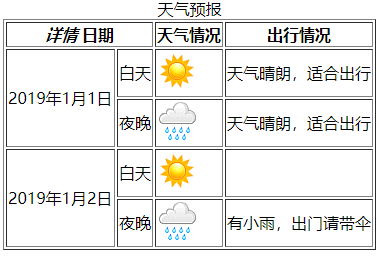 天气预报
详情 日期 天气情况 出行情况
2019年1月1日 白天 天气晴朗，适合出行
夜晚 天气晴朗，适合出行
2019年1月2日 白天
夜晚 有小雨，出门请带伞